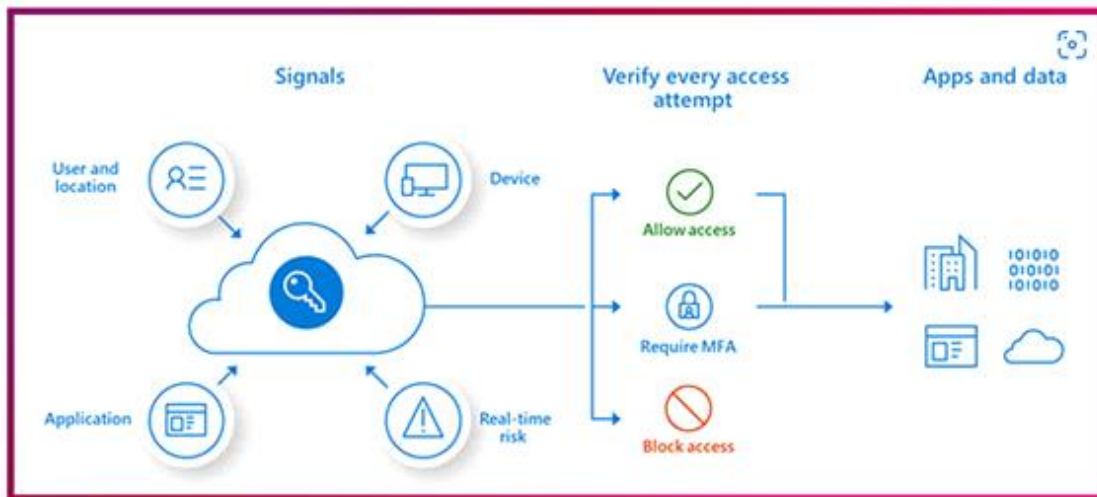 Signals
Verify every access
attempt
Apps and data
User and
location
Device
Allow access
101010
010101
101010
Require MFA
Application
Real-time
risk
Block access